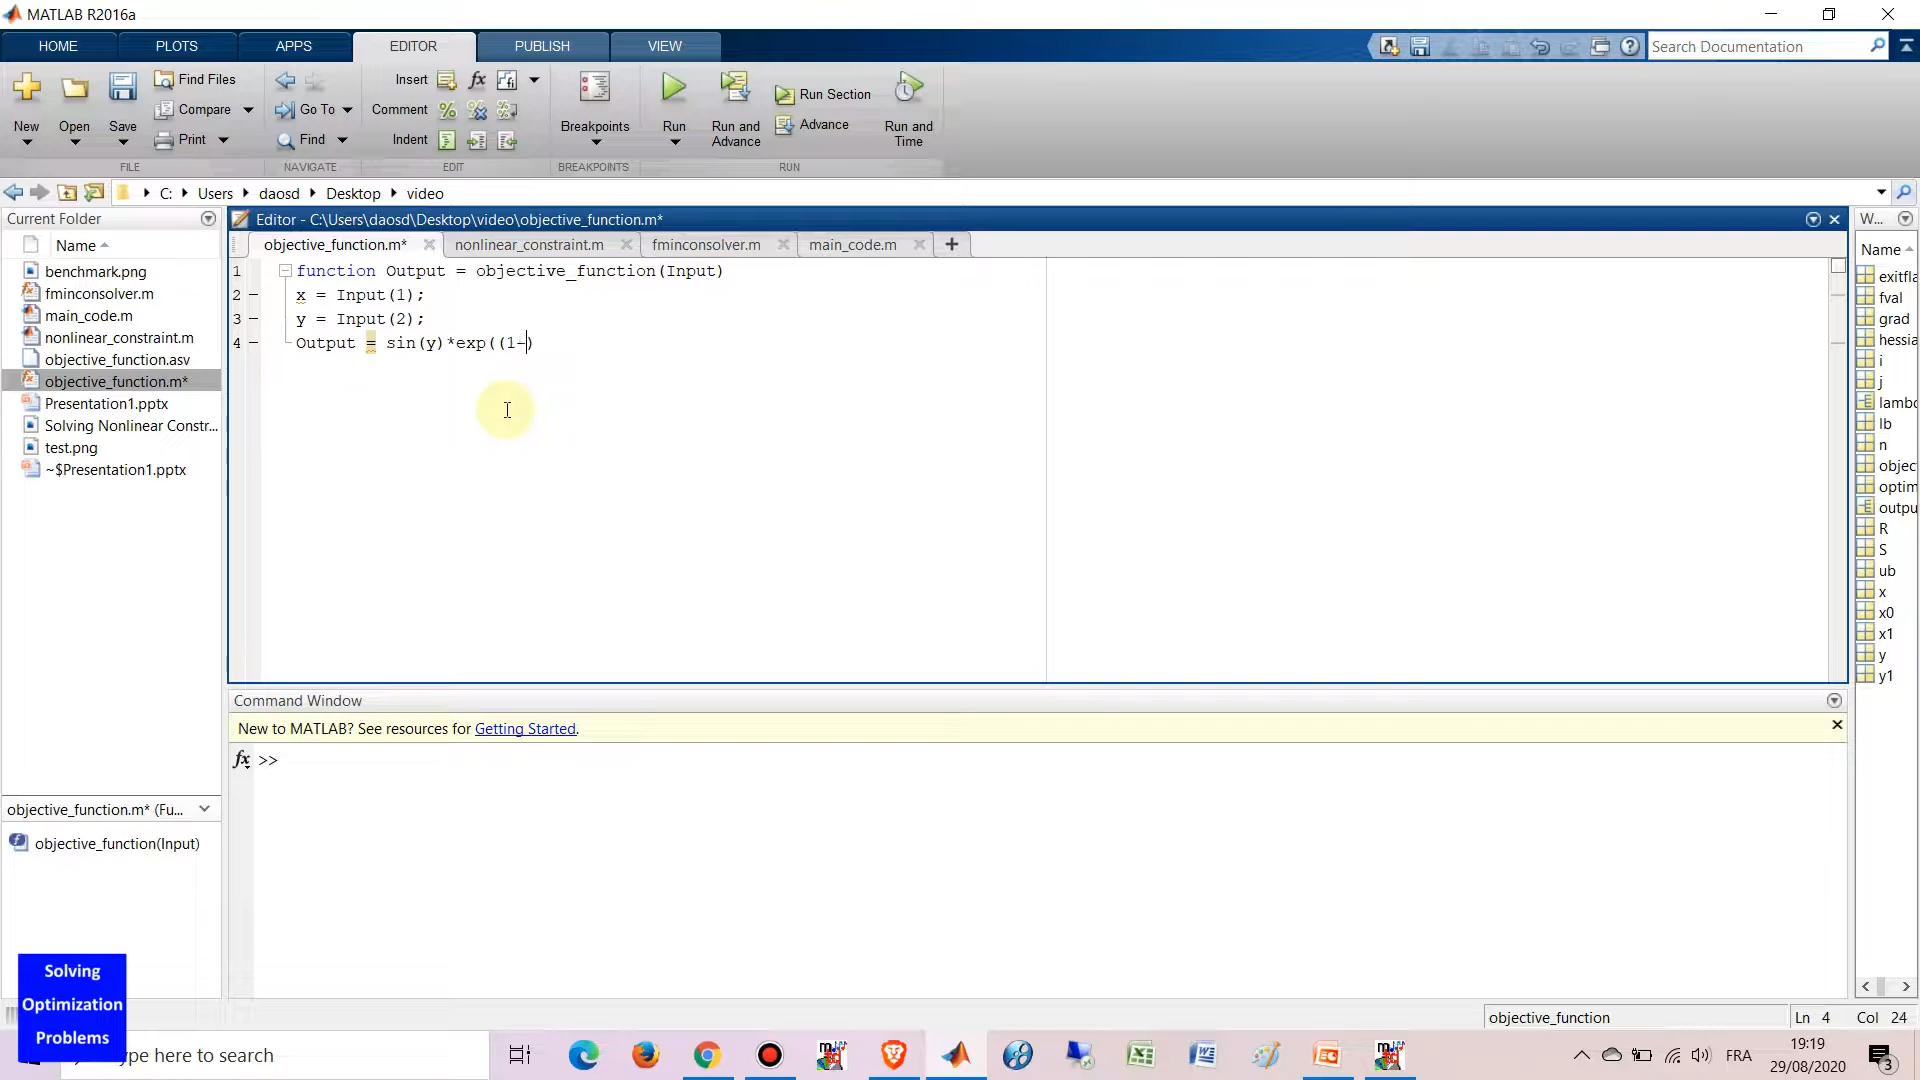 MATLAB R2016a
HOME PLOTS APPS EDITOR PUBLISH VIEW
Search Documentation
New Open Save Find Files Compare Print
FILE
Go To Find
NAVIGATE
Insert fx
Comment
Indent
EDIT
Breakpoints
BREAKPOINTS
Run Run and Advance Run Section Advance Run and Time
RUN
C: Users daosd Desktop video
Current Folder
Name
benchmark.png
fminconsolver.m
main_code.m
nonlinear_constraint.m
objective_function.asv
objective_function.m*
Presentation1.pptx
Solving Nonlinear Constr...
test.png
~$Presentation1.pptx
objective_function.m* (Fu...
objective_function(Input)
Editor - C:\Users\daosd\Desktop\video\objective_function.m*
objective_function.m* nonlinear_constraint.m fminconsolver.m main_code.m
1 function Output = objective_function(Input)
2 x = Input(1);
3 y = Input(2);
4 Output = sin(y)*exp((1-)
Command Window
New to MATLAB? See resources for Getting Started.
fx >>
W...
Name
exitfla
fval
grad
hessia
i
j
lambd
lb
n
objec
optim
outpu
R
S
ub
x
x0
x1
y
y1
objective_function Ln 4 Col 24
Solving
Optimization
Problems
ype here to search
FRA
19:19
29/08/2020
3